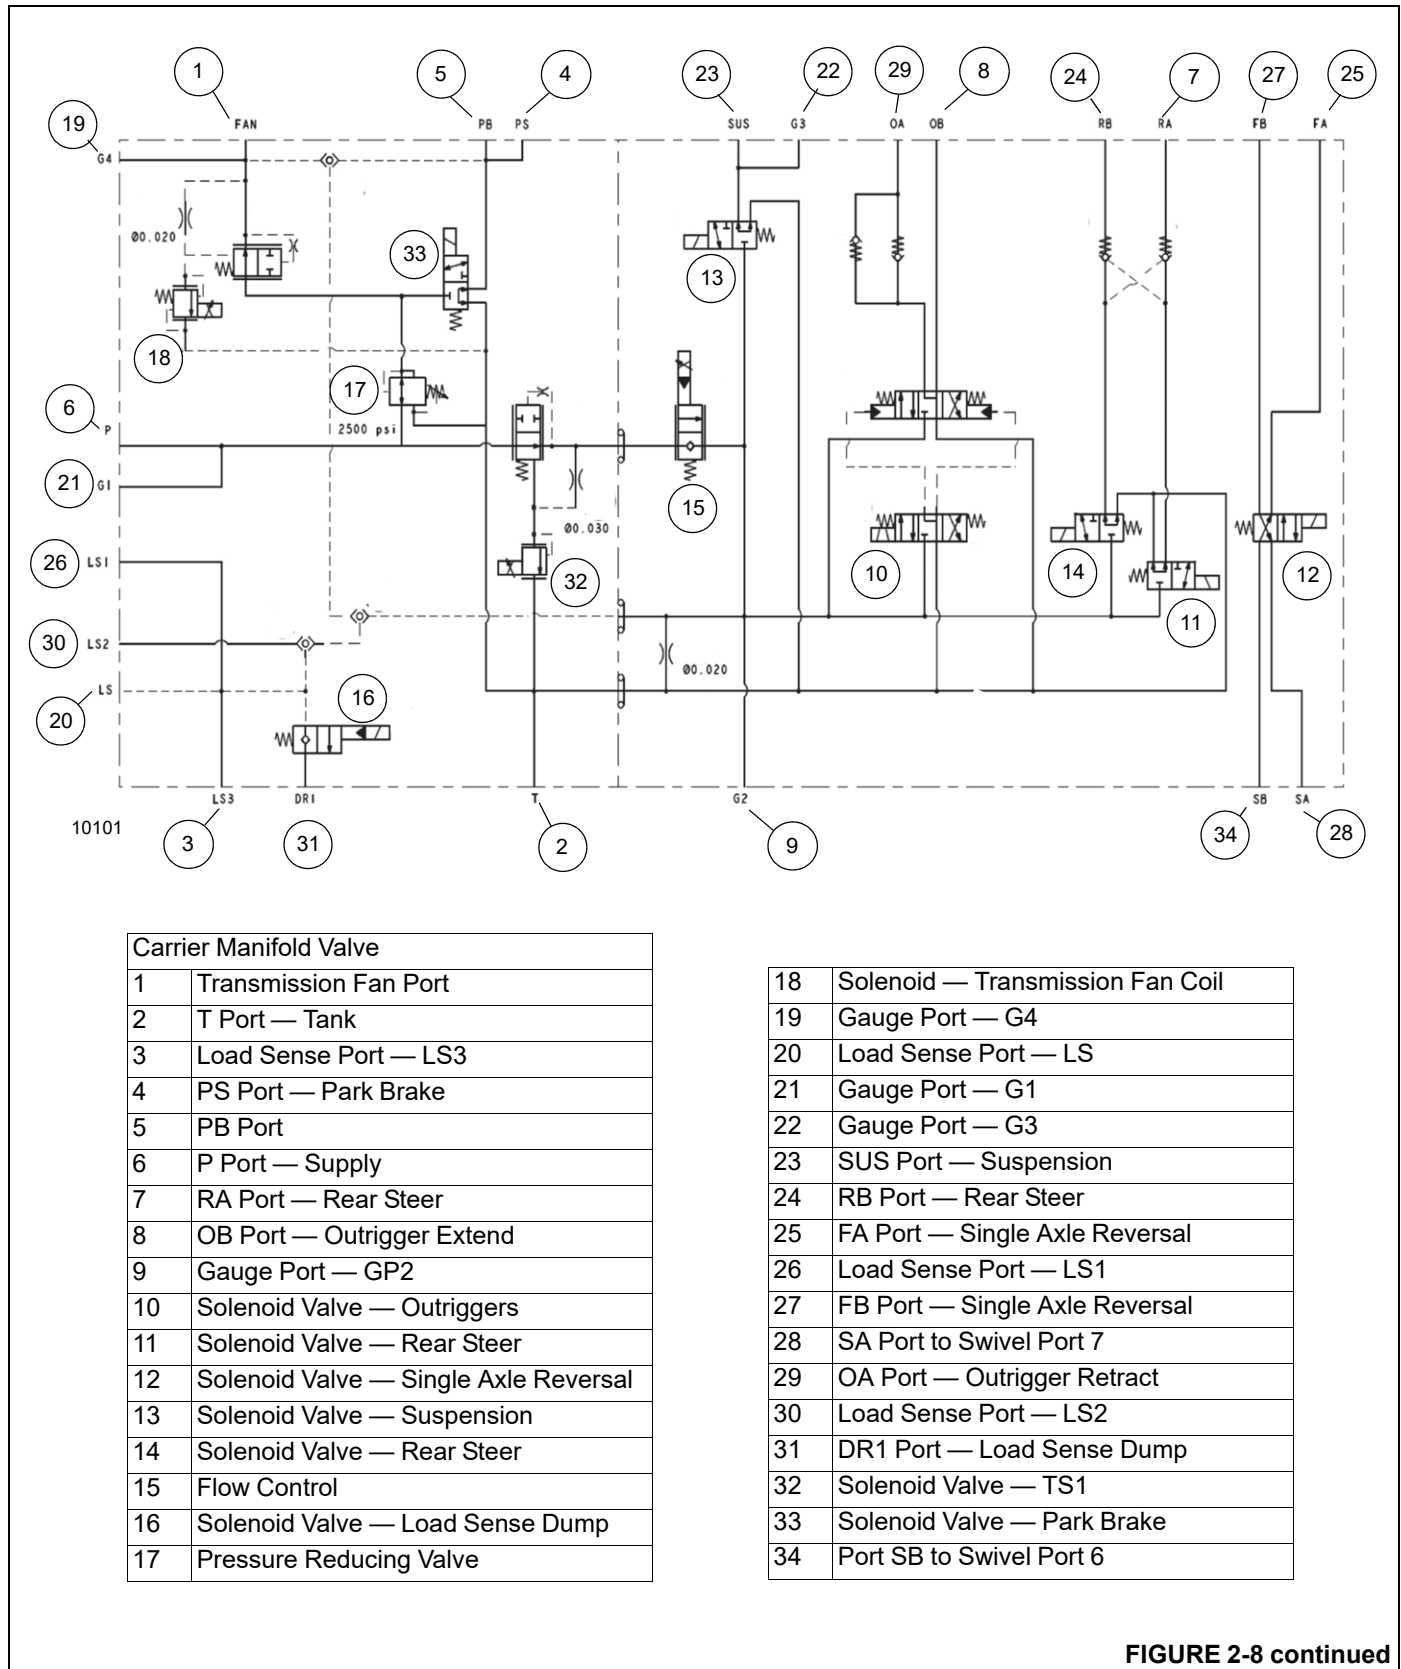 1 5 4 23 22 29 8 24 7 27 25
19 FAN PB PS SUS G3 OA OB RB RA FB FA
G4
Ø0.020
33
13
18
17
6
P
2500 psi
21 G1
15
Ø0.030
26 LS1
32
10
14
12
11
30 LS2
Ø0.020
20 LS
16
LS3 DR1 T G2 SB SA
10101
3 31 2 9 34 28
Carrier Manifold Valve
1 Transmission Fan Port
2 T Port — Tank
3 Load Sense Port — LS3
4 PS Port — Park Brake
5 PB Port
6 P Port — Supply
7 RA Port — Rear Steer
8 OB Port — Outrigger Extend
9 Gauge Port — GP2
10 Solenoid Valve — Outriggers
11 Solenoid Valve — Rear Steer
12 Solenoid Valve — Single Axle Reversal
13 Solenoid Valve — Suspension
14 Solenoid Valve — Rear Steer
15 Flow Control
16 Solenoid Valve — Load Sense Dump
17 Pressure Reducing Valve
18 Solenoid — Transmission Fan Coil
19 Gauge Port — G4
20 Load Sense Port — LS
21 Gauge Port — G1
22 Gauge Port — G3
23 SUS Port — Suspension
24 RB Port — Rear Steer
25 FA Port — Single Axle Reversal
26 Load Sense Port — LS1
27 FB Port — Single Axle Reversal
28 SA Port to Swivel Port 7
29 OA Port — Outrigger Retract
30 Load Sense Port — LS2
31 DR1 Port — Load Sense Dump
32 Solenoid Valve — TS1
33 Solenoid Valve — Park Brake
34 Port SB to Swivel Port 6
FIGURE 2-8 continued